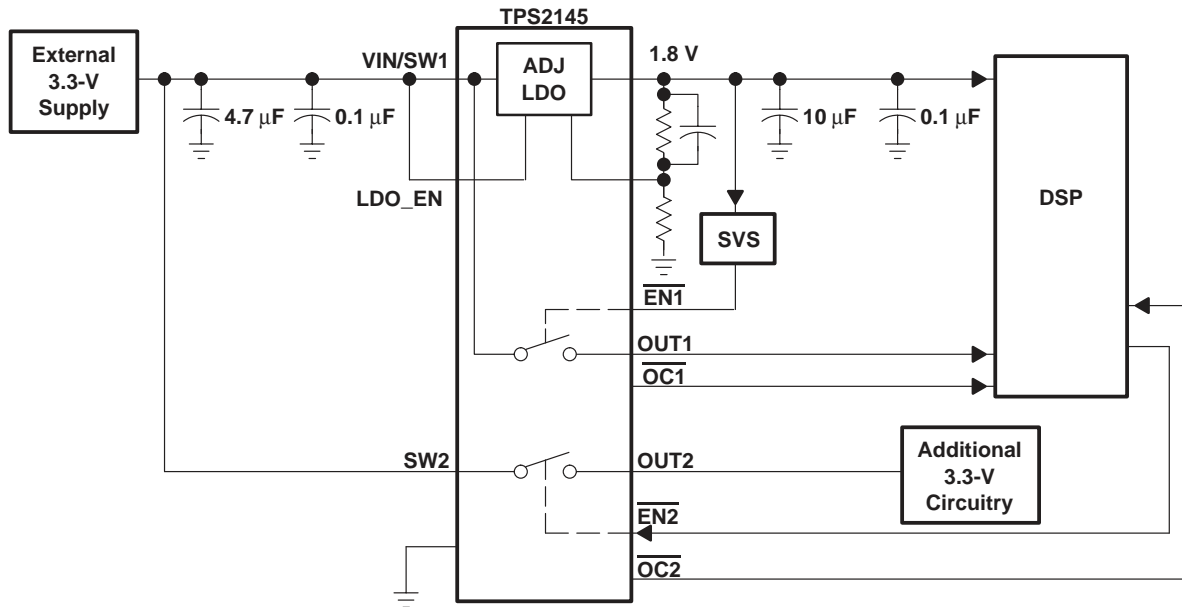 TPS2145
External
3.3-V
Supply
VIN/SW1
ADJ
LDO
1.8 V
4.7 μF
0.1 μF
10 μF
0.1 μF
LDO_EN
DSP
SVS
EN1
OUT1
OC1
SW2
OUT2
Additional
3.3-V
Circuitry
EN2
OC2